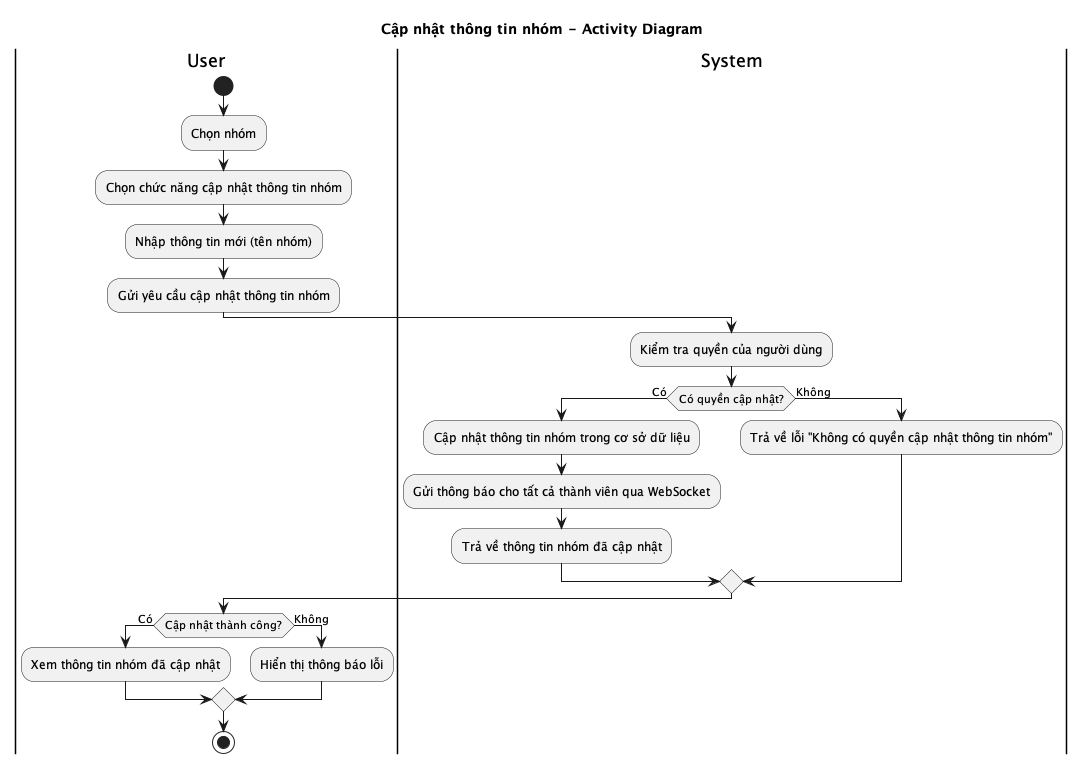 Cập nhật thông tin nhóm - Activity Diagram
User
System
Chọn nhóm
Chọn chức năng cập nhật thông tin nhóm
Nhập thông tin mới (tên nhóm)
Gửi yêu cầu cập nhật thông tin nhóm
Kiểm tra quyền của người dùng
Có
Có quyền cập nhật?
Không
Cập nhật thông tin nhóm trong cơ sở dữ liệu
Trả về lỗi "Không có quyền cập nhật thông tin nhóm"
Gửi thông báo cho tất cả thành viên qua WebSocket
Trả về thông tin nhóm đã cập nhật
Có
Cập nhật thành công?
Không
Xem thông tin nhóm đã cập nhật
Hiển thị thông báo lỗi